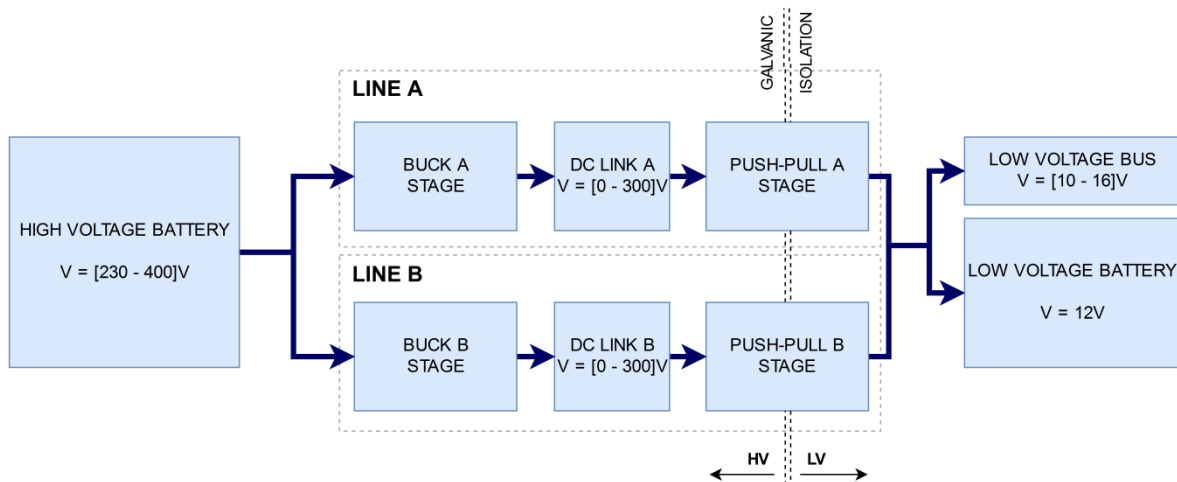 GALVANIC
ISOLATION
LINE A
BUCK A
STAGE
DC LINK A
V = [0 - 300]V
PUSH-PULL A
STAGE
HIGH VOLTAGE BATTERY
V = [230 - 400]V
LOW VOLTAGE BUS
V = [10 - 16]V
LOW VOLTAGE BATTERY
V = 12V
LINE B
BUCK B
STAGE
DC LINK B
V = [0 - 300]V
PUSH-PULL B
STAGE
HV
LV